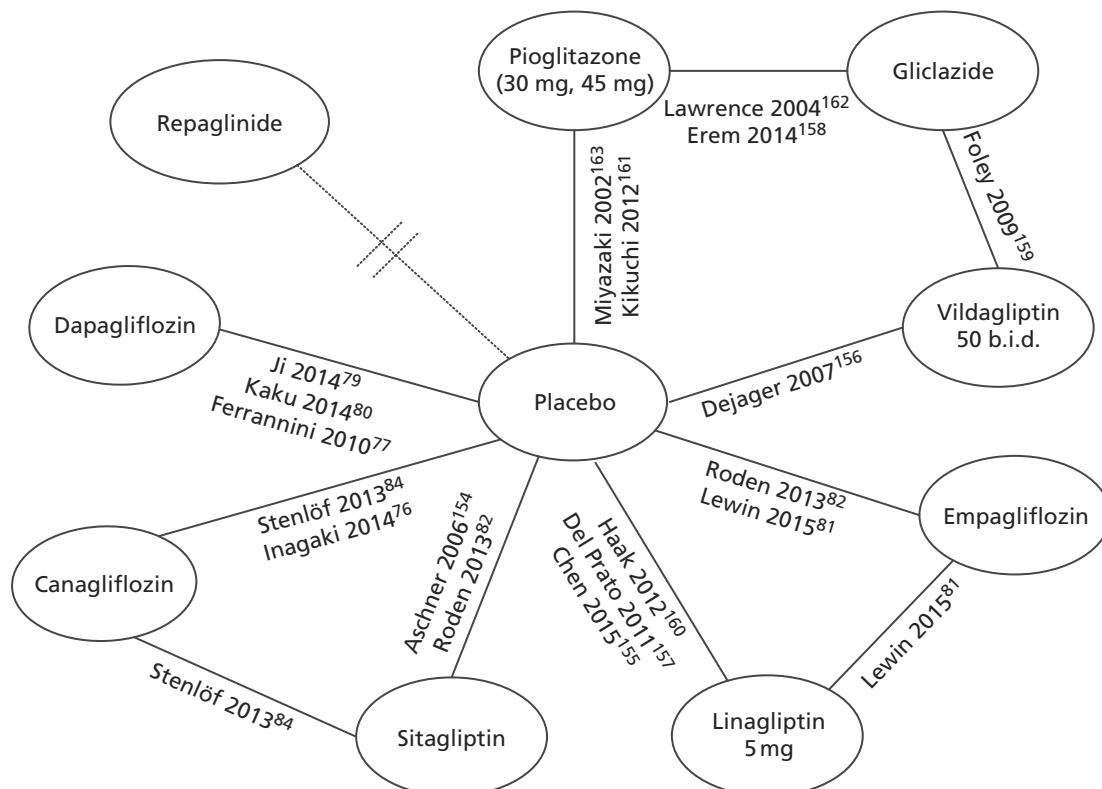 Pioglitazone
(30 mg, 45 mg)
Gliclazide
Lawrence 2004¹⁶²
Erem 2014¹⁵⁸
Repaglinide
Miyazaki 2002¹⁶³
Kikuchi 2012¹⁶¹
Foley 2009¹⁵⁹
Dapagliflozin
Vildagliptin
50 b.i.d.
Ji 2014⁷⁹
Kaku 2014⁸⁰
Ferrannini 2010⁷⁷
Placebo
Dejager 2007¹⁵⁶
Stenlöf 2013⁸⁴
Inagaki 2014⁷⁶
Roden 2013⁸²
Lewin 2015⁸¹
Empagliflozin
Aschner 2006¹⁵⁴
Roden 2013⁸²
Haak 2012¹⁶⁰
Del Prato 2011¹⁵⁷
Chen 2015¹⁵⁵
Canagliflozin
Lewin 2015⁸¹
Stenlöf 2013⁸⁴
Sitagliptin
Linagliptin
5 mg